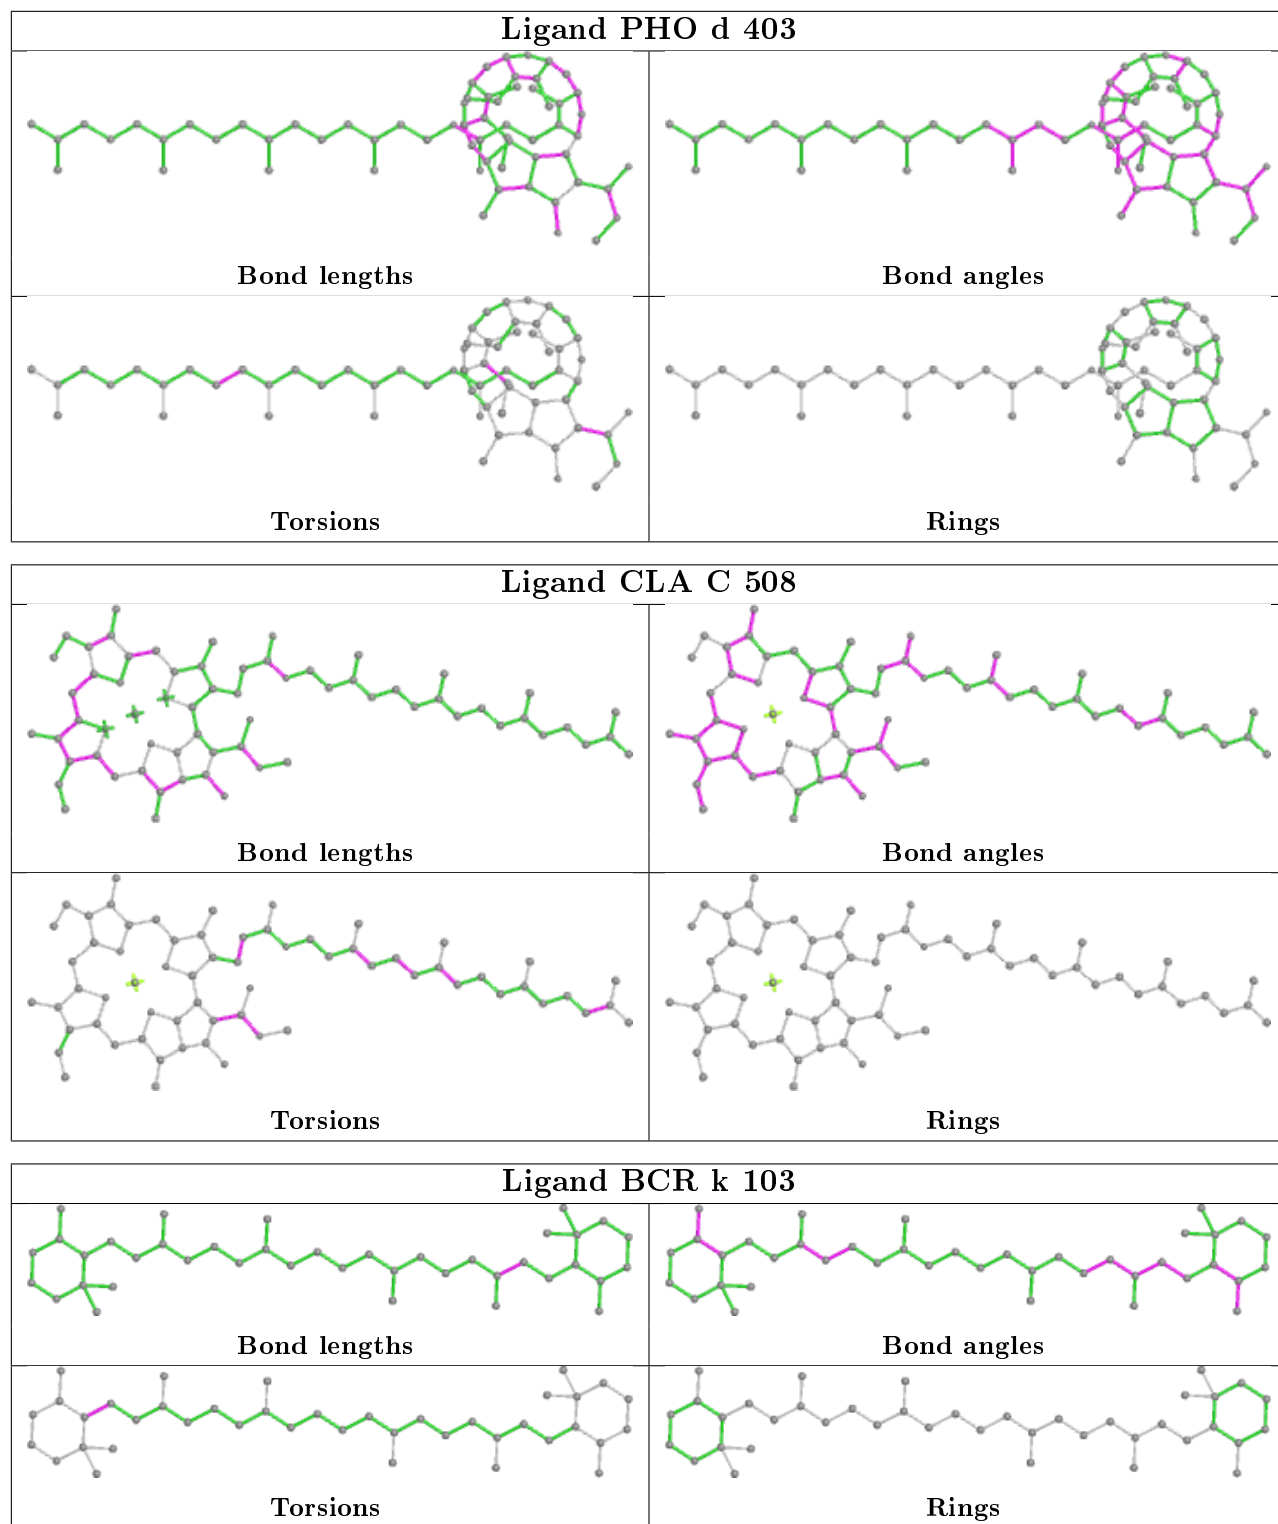 Ligand PHO d 403
Bond lengths
Bond angles
Torsions
Rings
Ligand CLA C 508
Bond lengths
Bond angles
Torsions
Rings
Ligand BCR k 103
Bond lengths
Bond angles
Torsions
Rings